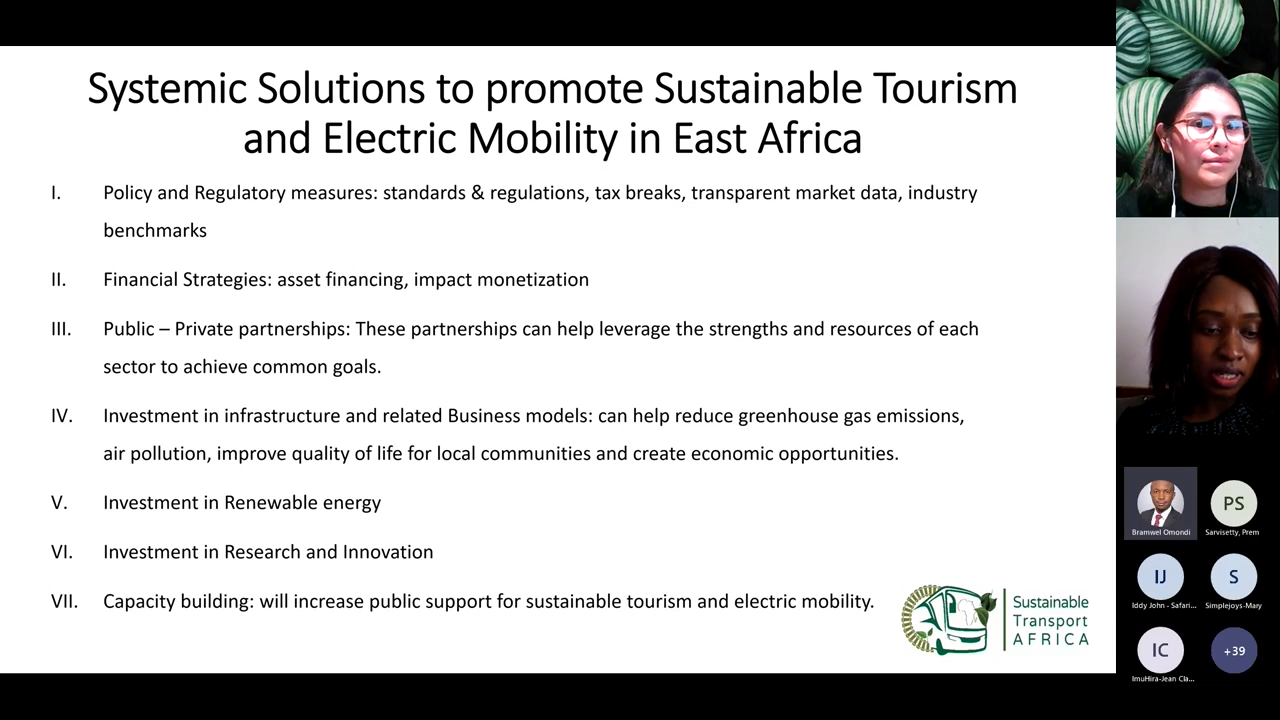 Systemic Solutions to promote Sustainable Tourism
and Electric Mobility in East Africa
I. Policy and Regulatory measures: standards & regulations, tax breaks, transparent market data, industry
benchmarks
II. Financial Strategies: asset financing, impact monetization
III. Public – Private partnerships: These partnerships can help leverage the strengths and resources of each
sector to achieve common goals.
IV. Investment in infrastructure and related Business models: can help reduce greenhouse gas emissions,
air pollution, improve quality of life for local communities and create economic opportunities.
V. Investment in Renewable energy
VI. Investment in Research and Innovation
VII. Capacity building: will increase public support for sustainable tourism and electric mobility.
Sustainable
Transport
AFRICA
Bramwel Omondi
PS
Sarvisetty, Prem
IJ
Iddy John - Safari...
S
Simplejoys-Mary
IC
ImuHira-Jean Cla...
+39